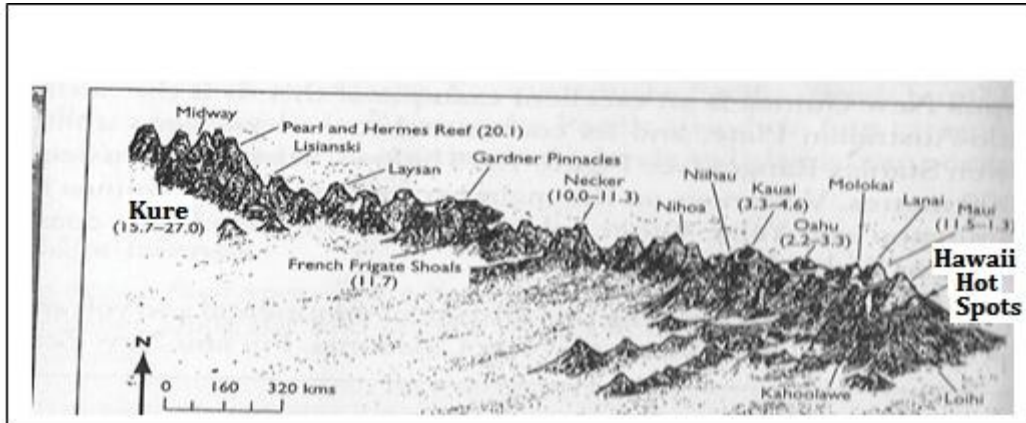 Midway
Pearl and Hermes Reef (20.1)
Lisianski
Laysan
Gardner Pinnacles
Necker
(10.0–11.3)
Niihau
Nihoa
Kauai
(3.3–4.6)
Molokai
Oahu
(2.2–3.3)
Lanai
Maui
(11.5–1.3)
Hawaii
Hot
Spots
Kure
(15.7–27.0)
French Frigate Shoals
(11.7)
N
0 160 320 kms
Kahoolawe
Loihi